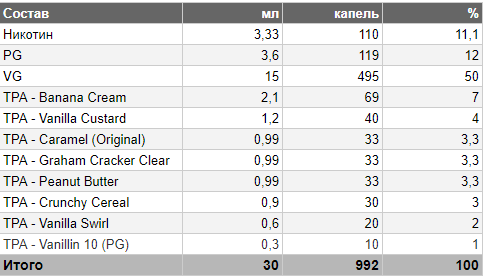 Состав мл капель %
Никотин 3,33 110 11,1
PG 3,6 119 12
VG 15 495 50
TPA - Banana Cream 2,1 69 7
TPA - Vanilla Custard 1,2 40 4
TPA - Caramel (Original) 0,99 33 3,3
TPA - Graham Cracker Clear 0,99 33 3,3
TPA - Peanut Butter 0,99 33 3,3
TPA - Crunchy Cereal 0,9 30 3
TPA - Vanilla Swirl 0,6 20 2
TPA - Vanillin 10 (PG) 0,3 10 1
Итого 30 992 100